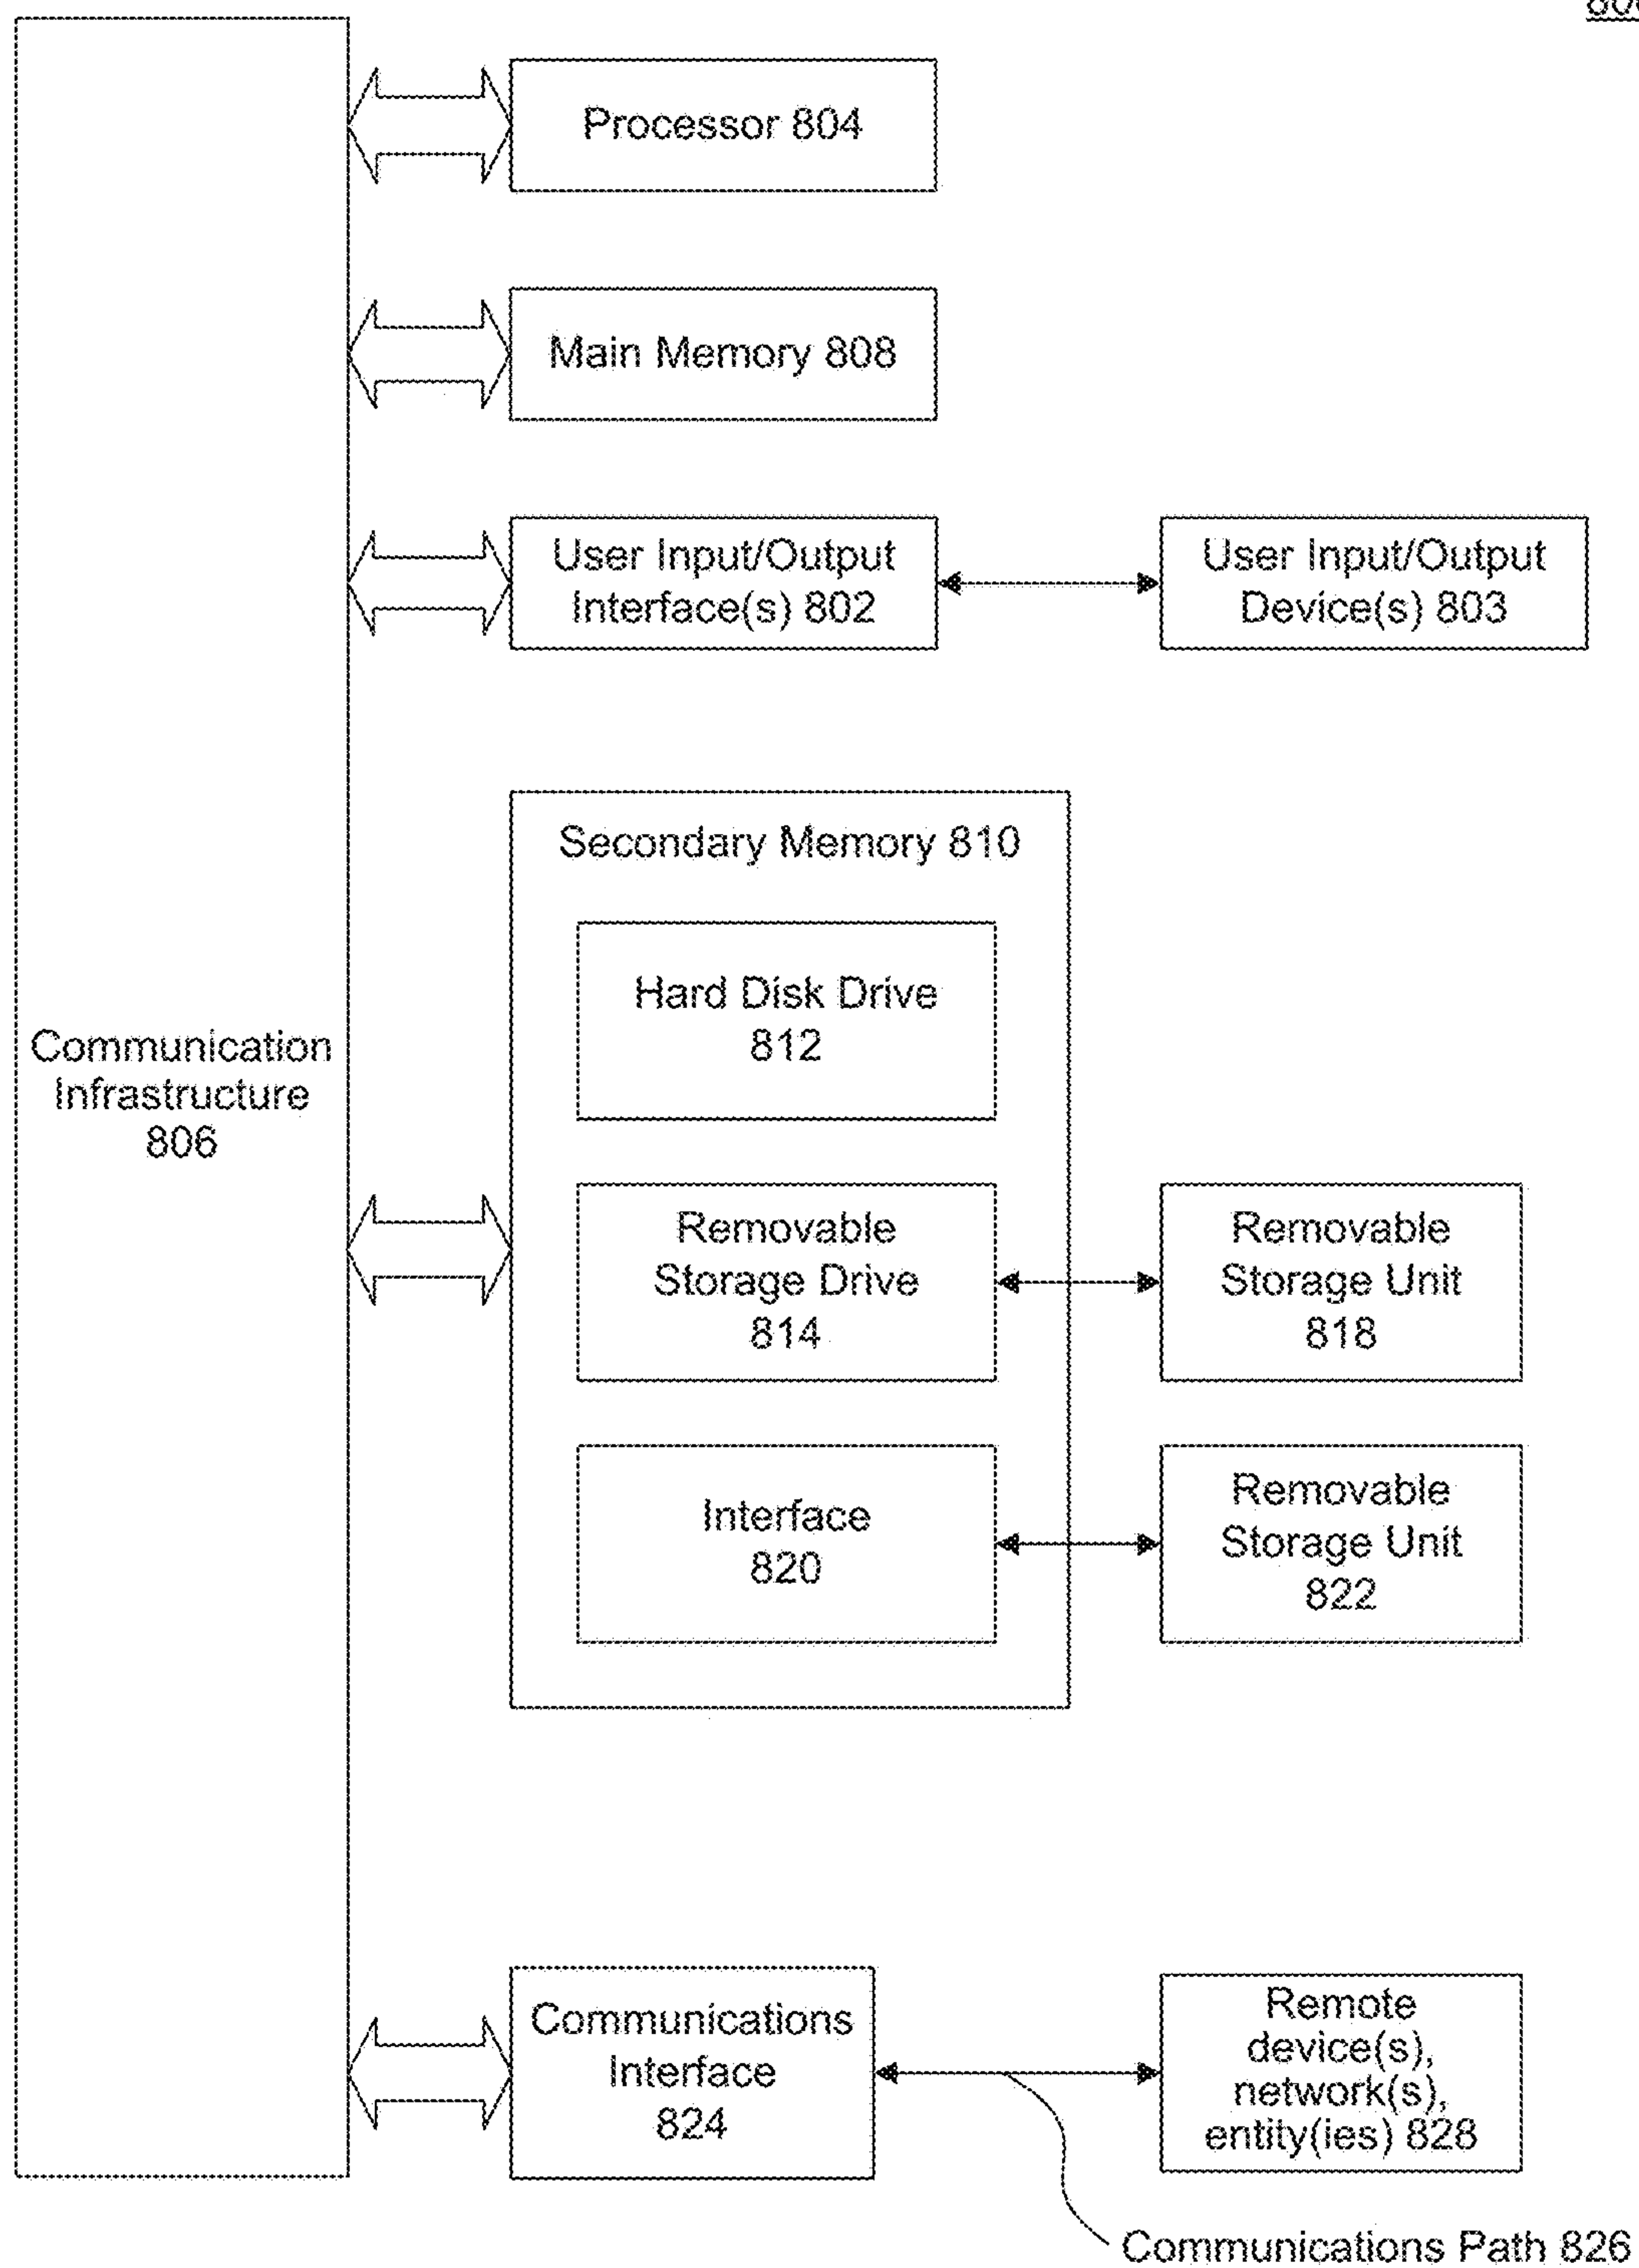 Processor 804
Main Memory 808
User Input/Output
Interface(s) 802
User Input/Output
Device(s) 803
Secondary Memory 810
Hard Disk Drive
812
Communication
Infrastructure
806
Removable
Storage Drive
814
Removable
Storage Unit
818
Interface
820
Removable
Storage Unit
822
Communications
Interface
824
Remote
device(s),
network(s),
entity(ies) 828
Communications Path 826